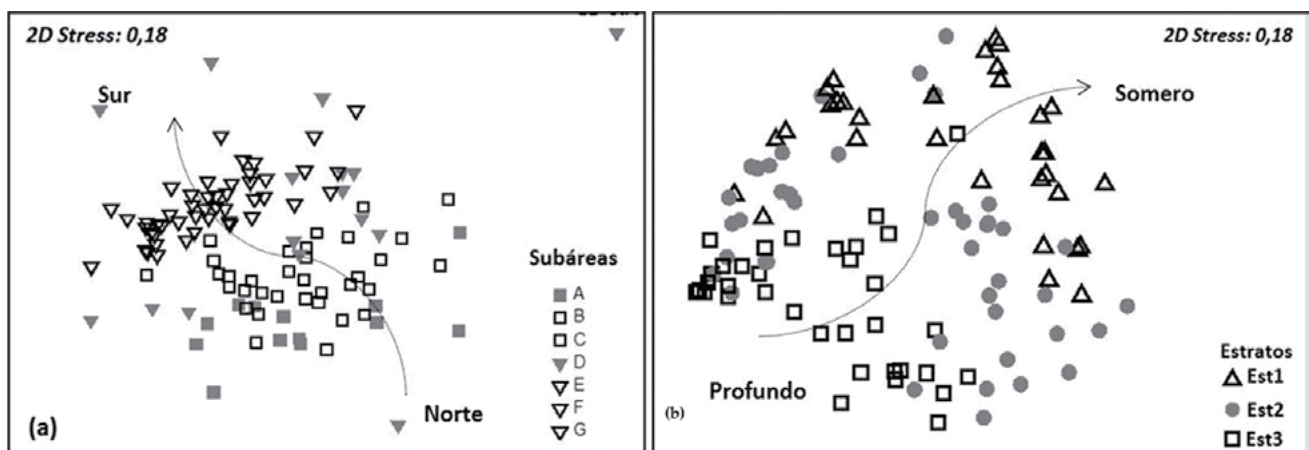 2D Stress: 0,18
Sur
Subáreas
A
B
C
D
E
F
G
Norte
(a)
2D Stress: 0,18
Somero
Profundo
Estratos
Est1
Est2
Est3
(b)